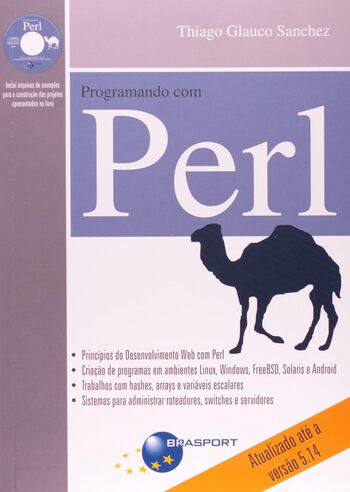 Thiago Glauco Sanchez
Perl
Inclui arquivos de exemplos
para a construção dos projetos
apresentados no livro
Programando com
Perl
• Princípios do Desenvolvimento Web com Perl
• Criação de programas em ambientes Linux, Windows, FreeBSD, Solaris e Android
• Trabalhos com hashes, arrays e variáveis escalares
• Sistemas para administrar roteadores, switches e servidores
BRASPORT
Atualizado até a
versão 5.14